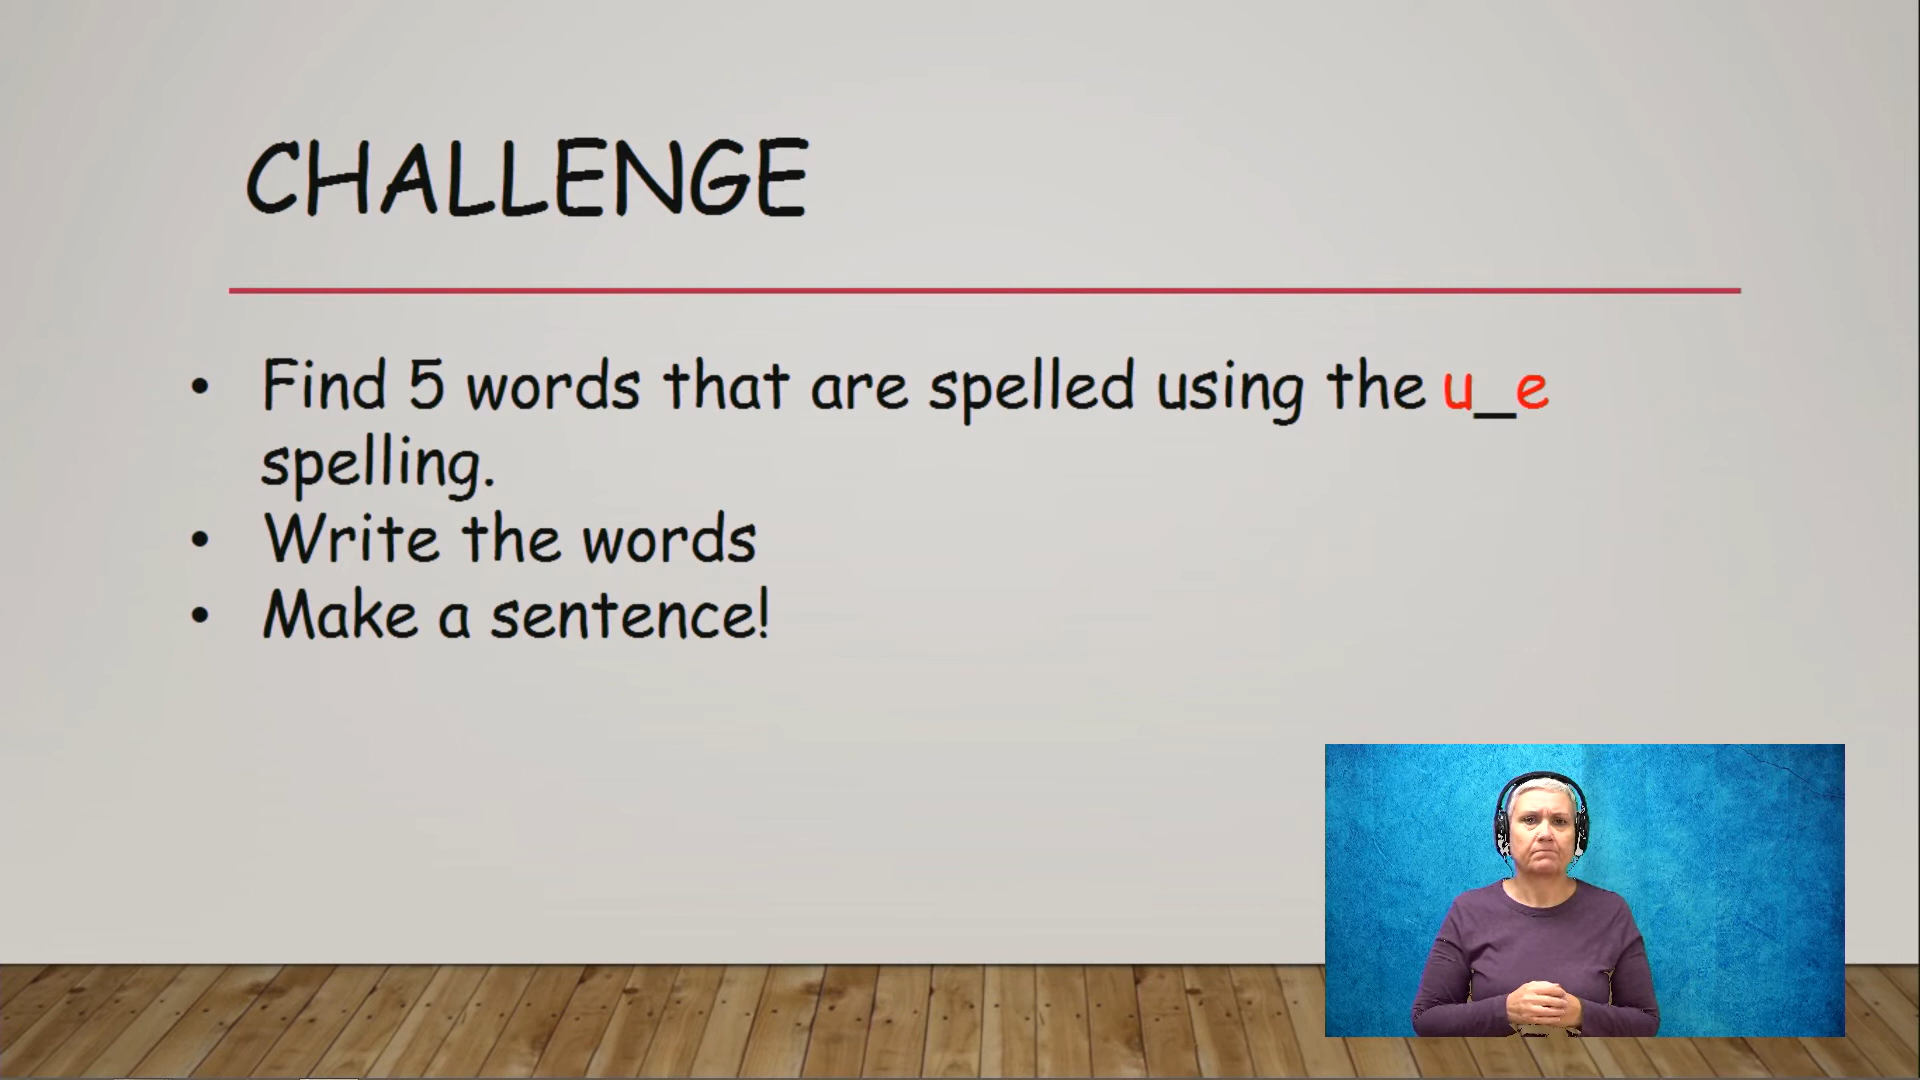 CHALLENGE
• Find 5 words that are spelled using the u_e
spelling.
• Write the words
• Make a sentence!